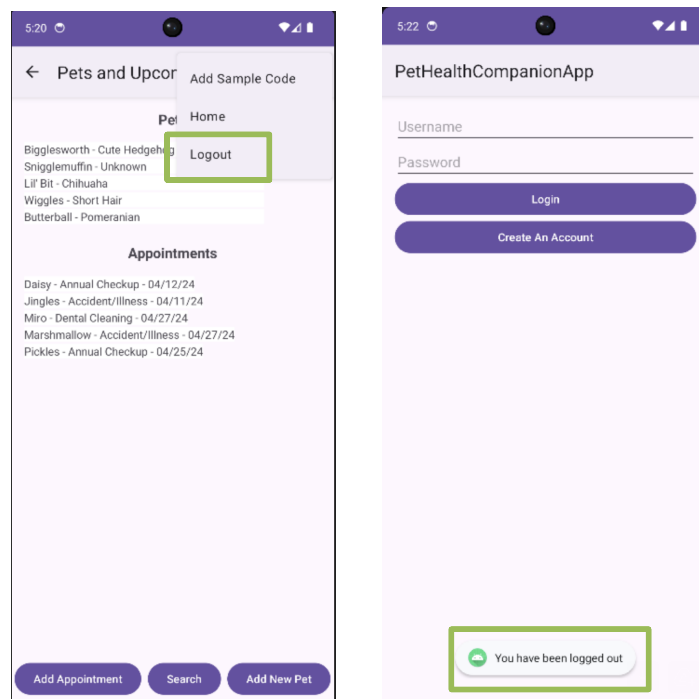 5:20
Pets and Upcon
Add Sample Code
Home
Logout
Pet
Bigglesworth - Cute Hedgehog
Snigglemuffin - Unknown
Lil' Bit - Chihuaha
Wiggles - Short Hair
Butterball - Pomeranian
Appointments
Daisy - Annual Checkup - 04/12/24
Jingles - Accident/Illness - 04/11/24
Miro - Dental Cleaning - 04/27/24
Marshmallow - Accident/Illness - 04/27/24
Pickles - Annual Checkup - 04/25/24
Add Appointment
Search
Add New Pet
5:22
PetHealthCompanionApp
Username
Password
Login
Create An Account
You have been logged out